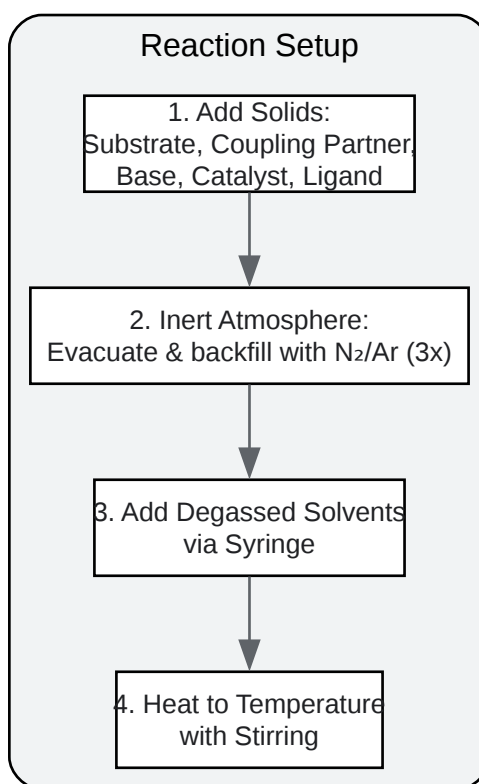 Reaction Setup
1. Add Solids:
Substrate, Coupling Partner,
Base, Catalyst, Ligand
2. Inert Atmosphere:
Evacuate & backfill with N₂/Ar (3x)
3. Add Degassed Solvents
via Syringe
4. Heat to Temperature
with Stirring